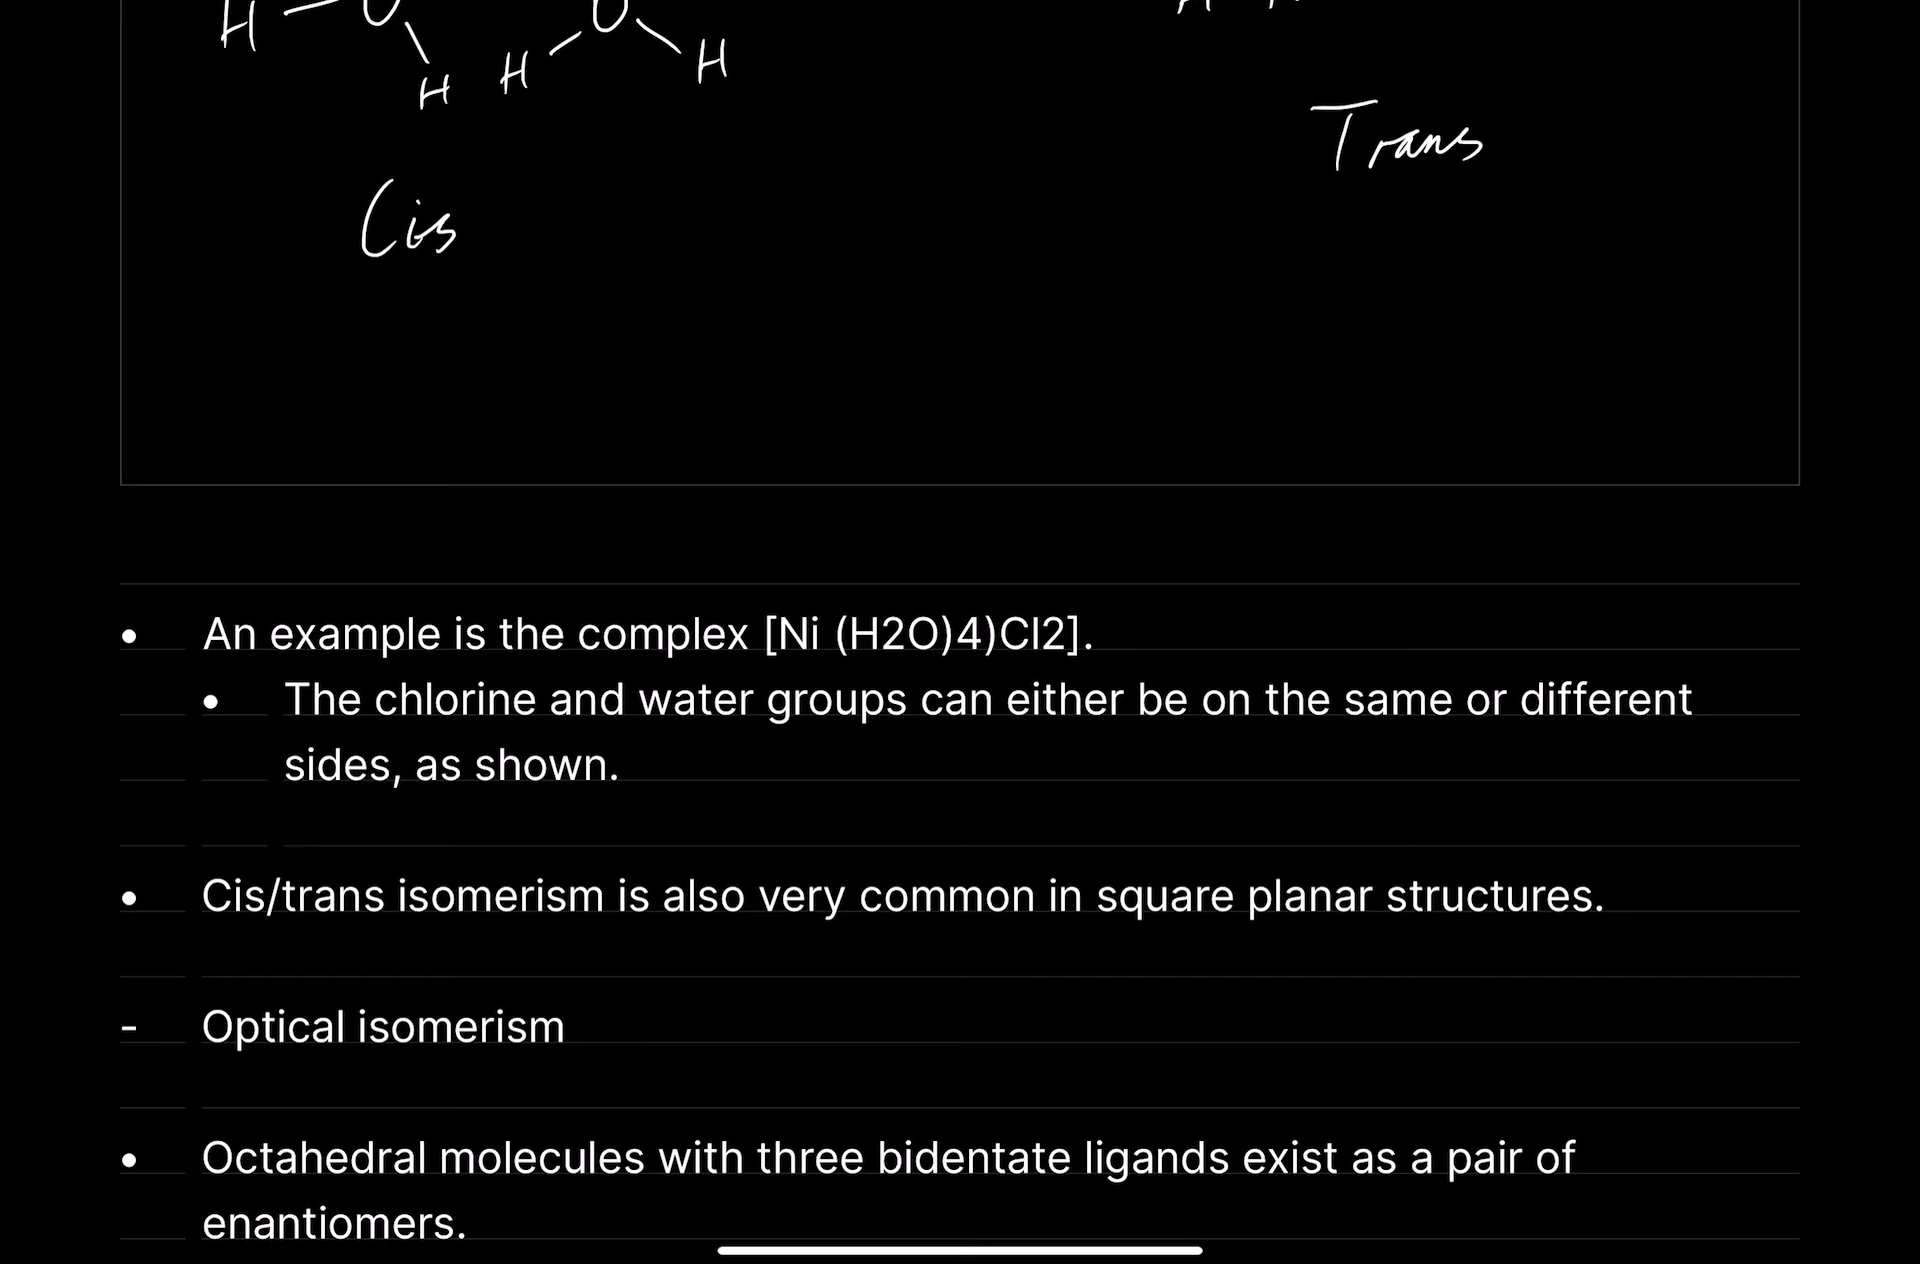 H O H H O H
H H
Trans
Cis
• An example is the complex [Ni (H2O)4)Cl2].
• The chlorine and water groups can either be on the same or different
sides, as shown.
• Cis/trans isomerism is also very common in square planar structures.
- Optical isomerism
• Octahedral molecules with three bidentate ligands exist as a pair of
enantiomers.